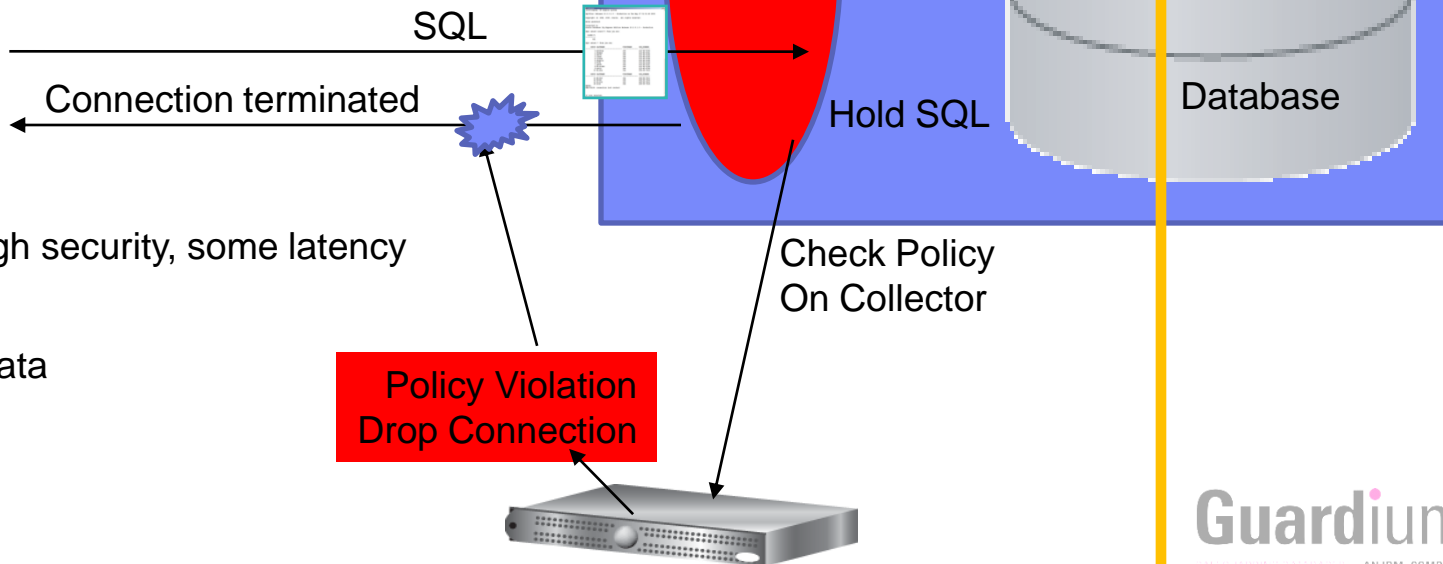 SQL
Connection terminated
Hold SQL
Database
gh security, some latency
Check Policy
On Collector
ata
Policy Violation
Drop Connection
Guardiun